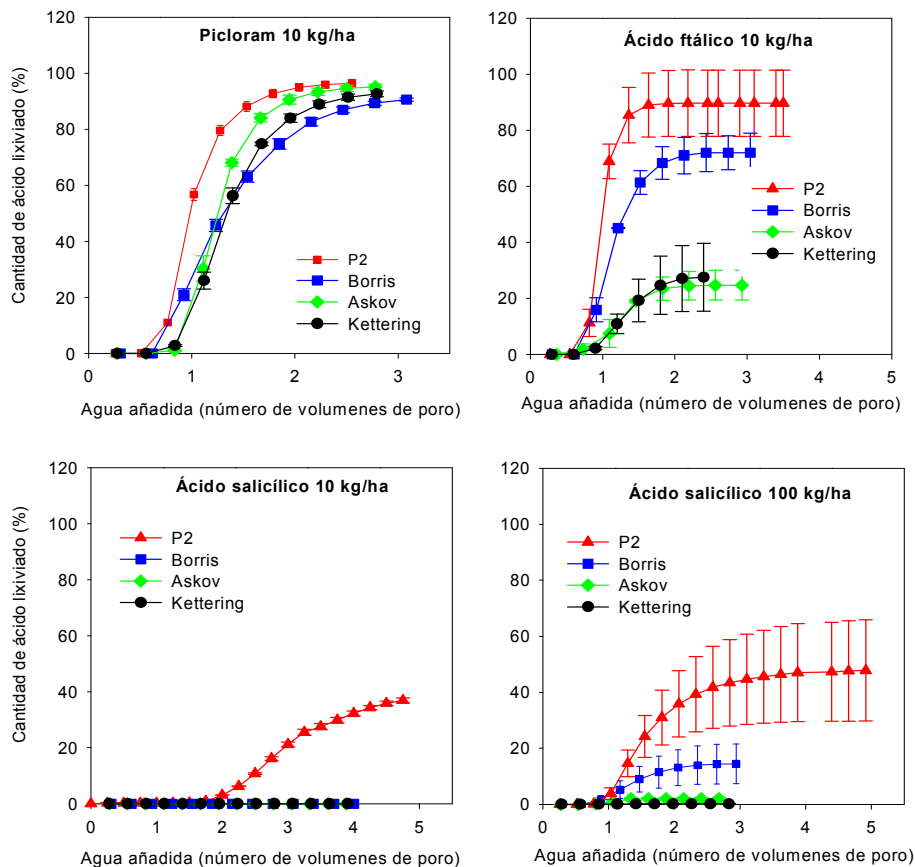 Picloram 10 kg/ha
Cantidad de ácido lixiviado (%)
120
100
80
60
40
20
0
P2
Borris
Askov
Kettering
0
1
2
3
Agua añadida (número de volumenes de poro)
Ácido ftálico 10 kg/ha
120
100
80
60
40
20
0
P2
Borris
Askov
Kettering
0
1
2
3
4
5
Agua añadida (número de volumenes de poro)
Ácido salicílico 10 kg/ha
Cantidad de ácido lixiviado (%)
120
100
80
60
40
20
0
P2
Borris
Askov
Kettering
0
1
2
3
4
5
Agua añadida (número de volumenes de poro)
Ácido salicílico 100 kg/ha
120
100
80
60
40
20
0
P2
Borris
Askov
Kettering
0
1
2
3
4
5
Agua añadida (número de volumenes de poro)